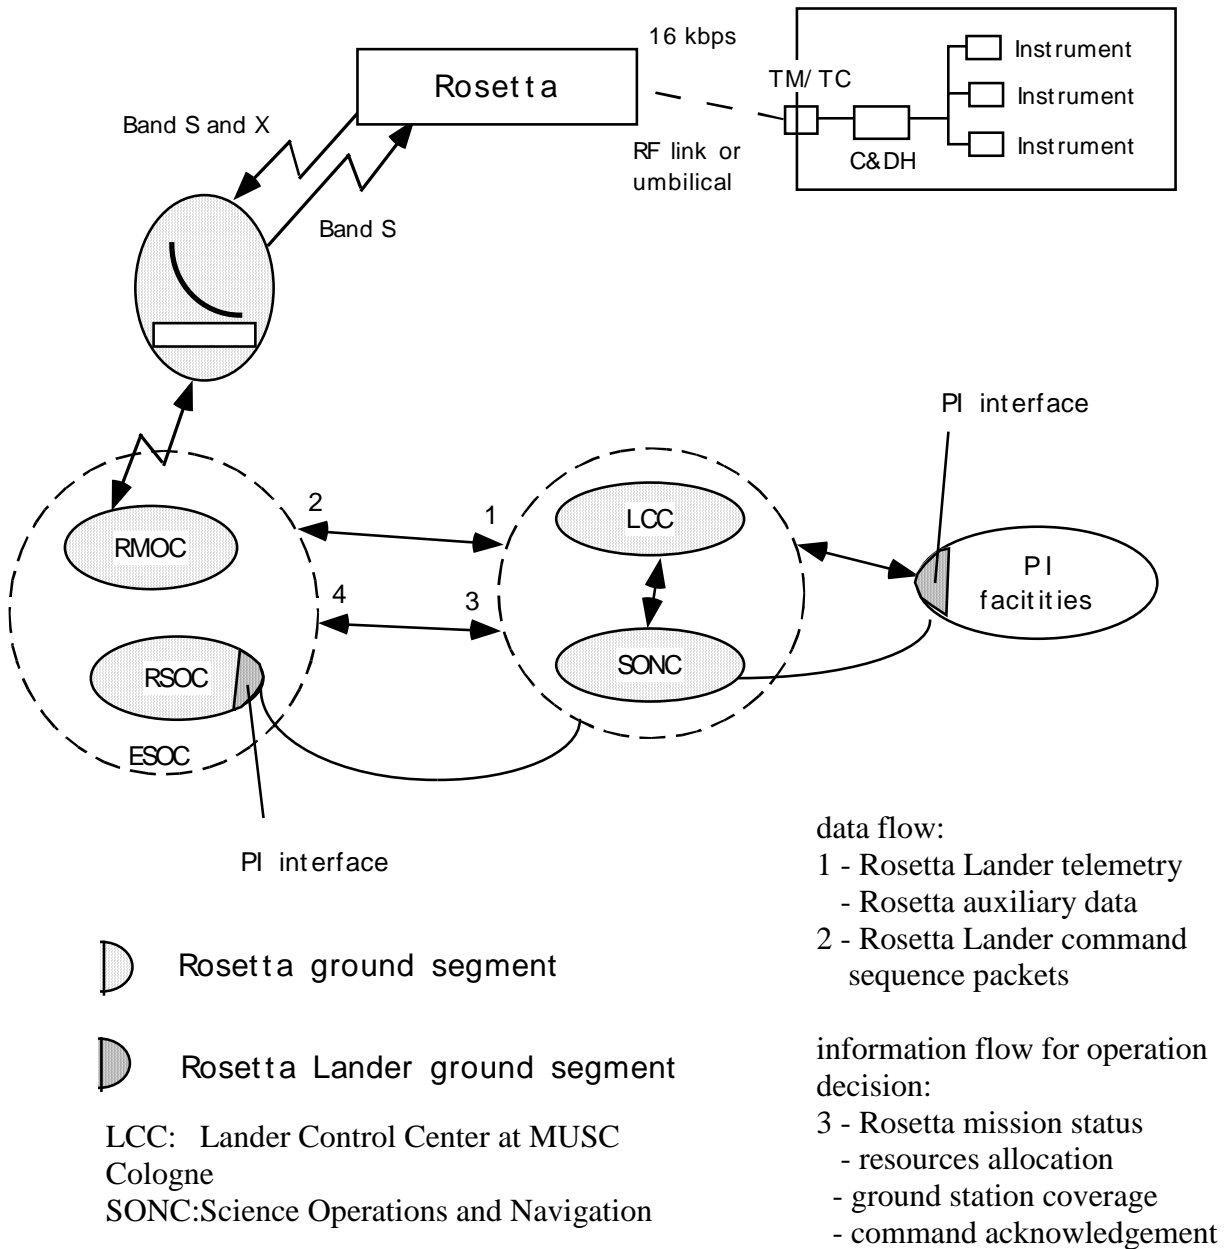 16 kbps
Rosetta
TM/ TC
Instrument
Instrument
Instrument
C&DH
Band S and X
RF link or
umbilical
Band S
PI interface
2
1
LCC
RMOC
PI
facitities
4
3
RSOC
SONC
ESOC
PI interface
data flow:
1 - Rosetta Lander telemetry
- Rosetta auxiliary data
2 - Rosetta Lander command
sequence packets
Rosetta ground segment
Rosetta Lander ground segment
information flow for operation
decision:
3 - Rosetta mission status
- resources allocation
- ground station coverage
- command acknowledgement
LCC: Lander Control Center at MUSC
Cologne
SONC:Science Operations and Navigation